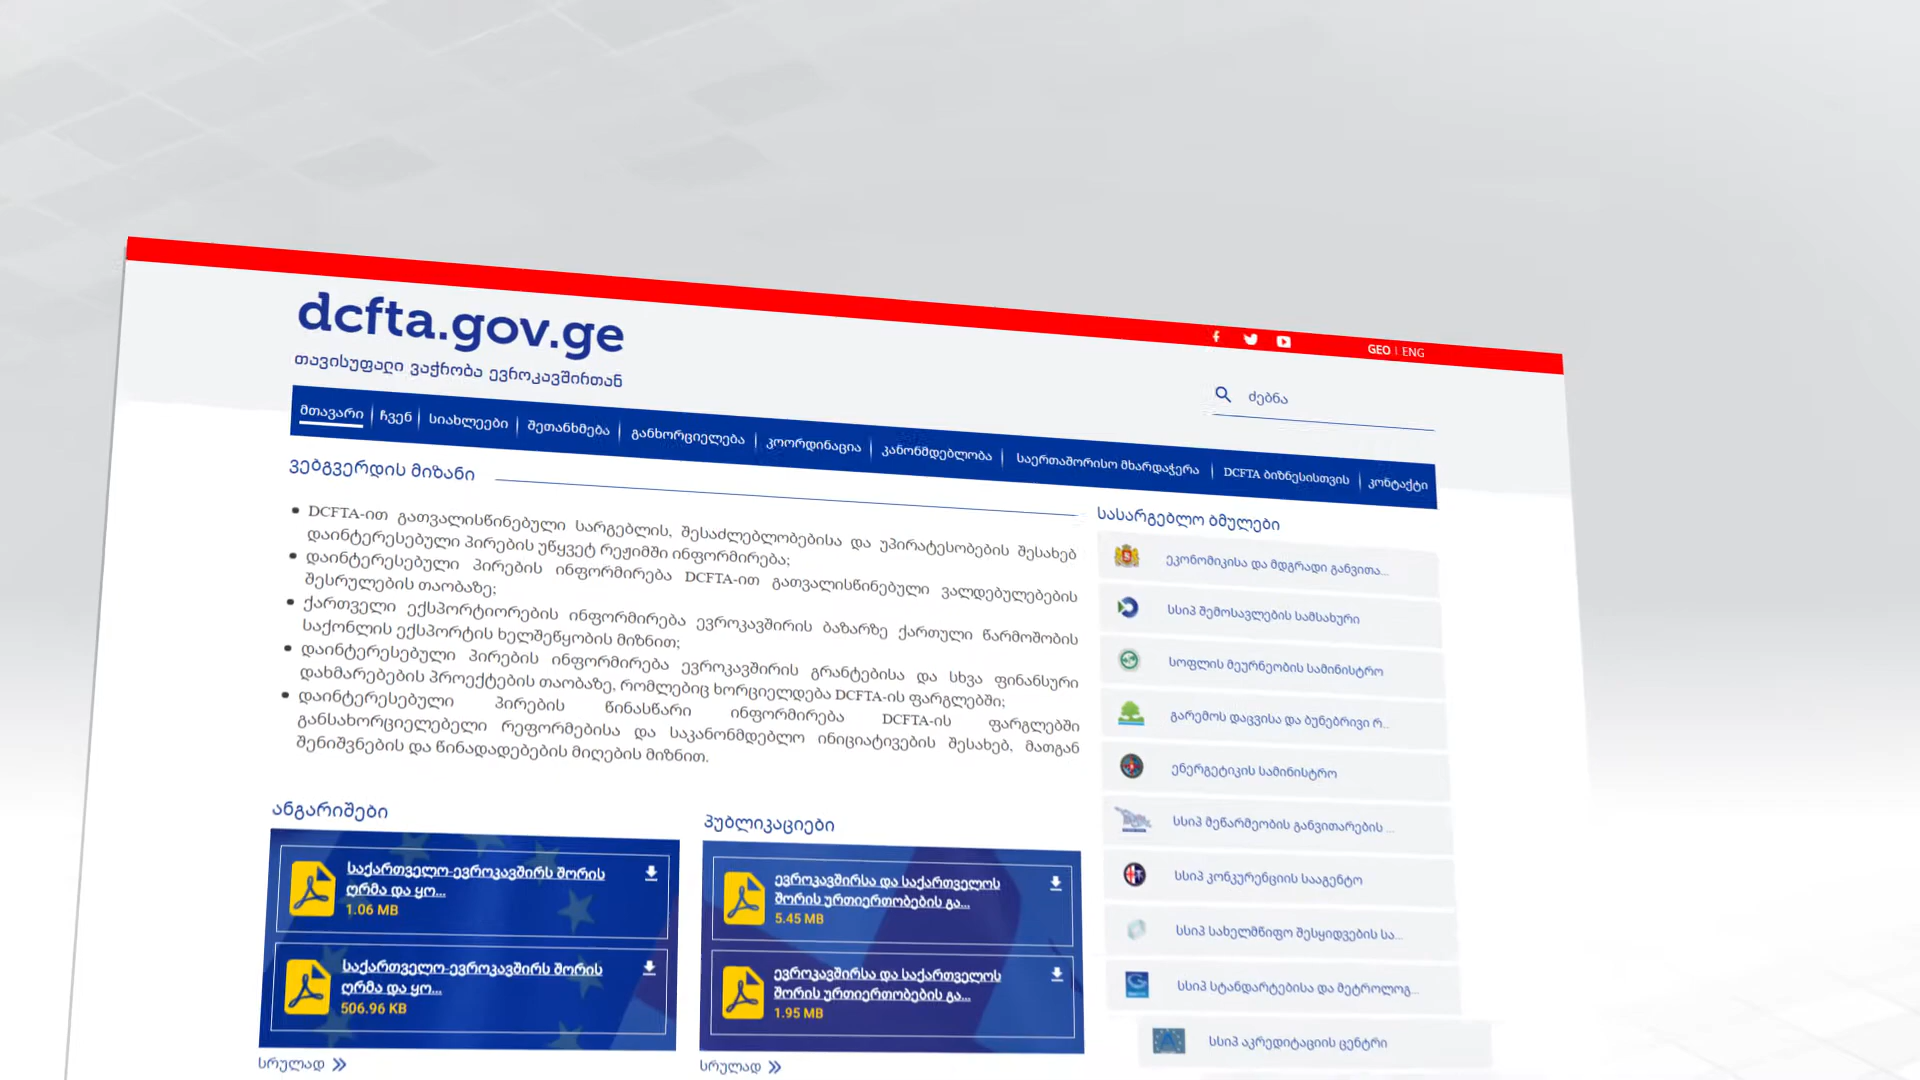 GEO | ENG
dcfta.gov.ge
თავისუფალი ვაჭრობა ევროკავშირთან
ძებნა
მთავარი | ჩვენ | სიახლეები | შეთანხმება | განხორციელება | კოორდინაცია | კანონმდებლობა | საერთაშორისო მხარდაჭერა | DCFTA ბიზნესისთვის | კონტაქტი
ვებგვერდის მიზანი
• DCFTA-ით გათვალისწინებული სარგებლის, შესაძლებლობებისა და უპირატესობების შესახებ
დაინტერესებული პირების უწყვეტ რეჟიმში ინფორმირება;
• დაინტერესებული პირების ინფორმირება DCFTA-ით გათვალისწინებული ვალდებულებების
შესრულების თაობაზე;
• ქართველი ექსპორტიორების ინფორმირება ევროკავშირის ბაზარზე ქართული წარმოშობის
საქონლის ექსპორტის ხელშეწყობის მიზნით;
• დაინტერესებული პირების ინფორმირება ევროკავშირის გრანტებისა და სხვა ფინანსური
დახმარებების პროექტების თაობაზე, რომლებიც ხორციელდება DCFTA-ის ფარგლებში;
• დაინტერესებული პირების წინასწარი ინფორმირება DCFTA-ის ფარგლებში
განსახორციელებელი რეფორმებისა და საკანონმდებლო ინიციატივების შესახებ, მათგან
შენიშვნების და წინადადებების მიღების მიზნით.
ანგარიშები
საქართველო-ევროკავშირს შორის
ღრმა და ყო...
1.06 MB
საქართველო-ევროკავშირს შორის
ღრმა და ყო...
506.96 KB
სრულად
პუბლიკაციები
ევროკავშირსა და საქართველოს
შორის ურთიერთობების გა...
5.45 MB
ევროკავშირსა და საქართველოს
შორის ურთიერთობების გა...
1.95 MB
სრულად
სასარგებლო ბმულები
ეკონომიკისა და მდგრადი განვითა...
სსიპ შემოსავლების სამსახური
სოფლის მეურნეობის სამინისტრო
გარემოს დაცვისა და ბუნებრივი რ...
ენერგეტიკის სამინისტრო
სსიპ მეწარმეობის განვითარების ...
სსიპ კონკურენციის სააგენტო
სსიპ სახელმწიფო შესყიდვების სა...
სსიპ სტანდარტებისა და მეტროლოგ...
სსიპ აკრედიტაციის ცენტრი